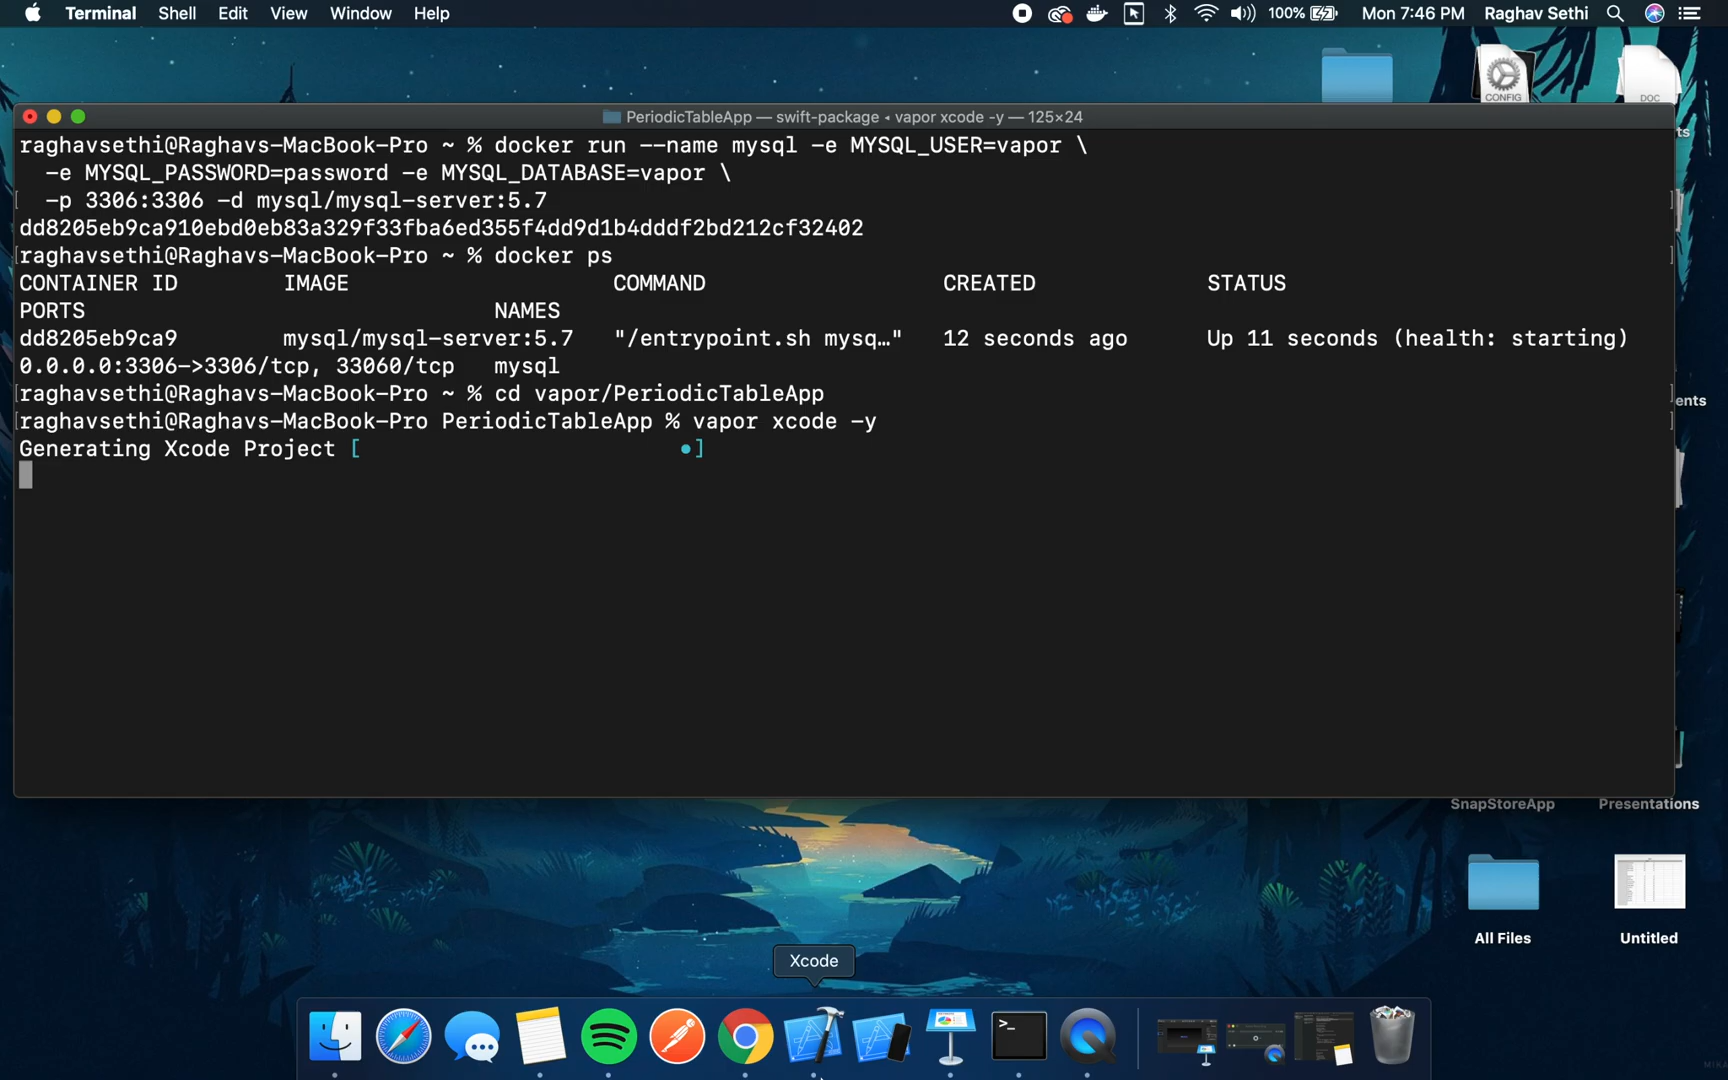 Terminal Shell Edit View Window Help 100% Mon 7:46 PM Raghav Sethi
CONFIG
DOC
PeriodicTableApp — swift-package ◂ vapor xcode -y — 125×24
raghavsethi@Raghavs-MacBook-Pro ~ % docker run --name mysql -e MYSQL_USER=vapor \
-e MYSQL_PASSWORD=password -e MYSQL_DATABASE=vapor \
-p 3306:3306 -d mysql/mysql-server:5.7
dd8205eb9ca910ebd0eb83a329f33fba6ed355f4dd9d1b4dddf2bd212cf32402
raghavsethi@Raghavs-MacBook-Pro ~ % docker ps
CONTAINER ID IMAGE COMMAND CREATED STATUS
PORTS NAMES
dd8205eb9ca9 mysql/mysql-server:5.7 "/entrypoint.sh mysq…" 12 seconds ago Up 11 seconds (health: starting)
0.0.0.0:3306->3306/tcp, 33060/tcp mysql
raghavsethi@Raghavs-MacBook-Pro ~ % cd vapor/PeriodicTableApp
raghavsethi@Raghavs-MacBook-Pro PeriodicTableApp % vapor xcode -y
Generating Xcode Project [ •]
ts
ents
SnapStoreApp Presentations
All Files Untitled
Xcode
>_